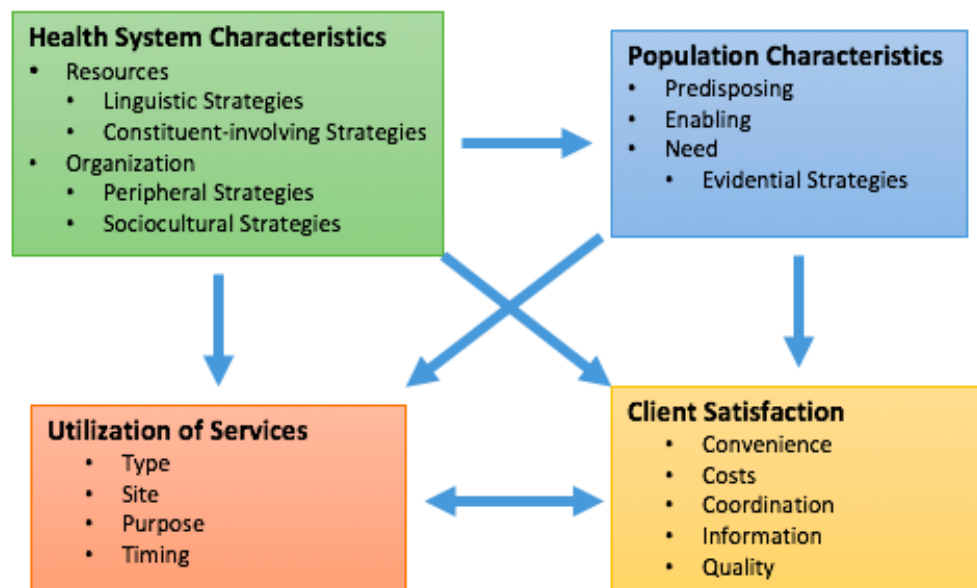 Health System Characteristics
• Resources
• Linguistic Strategies
• Constituent-involving Strategies
• Organization
• Peripheral Strategies
• Sociocultural Strategies
Population Characteristics
• Predisposing
• Enabling
• Need
• Evidential Strategies
Utilization of Services
• Type
• Site
• Purpose
• Timing
Client Satisfaction
• Convenience
• Costs
• Coordination
• Information
• Quality